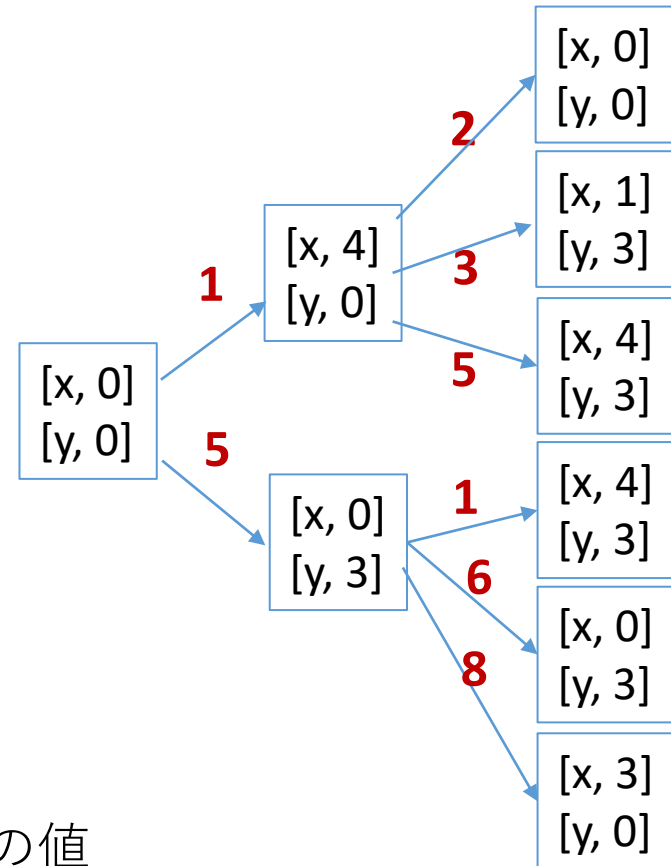 [x, 0]
[y, 0]
1
5
[x, 4]
[y, 0]
2
3
5
[x, 0]
[y, 3]
1
6
8
[x, 0]
[y, 0]
[x, 1]
[y, 3]
[x, 4]
[y, 3]
[x, 4]
[y, 3]
[x, 0]
[y, 3]
[x, 3]
[y, 0]
の値